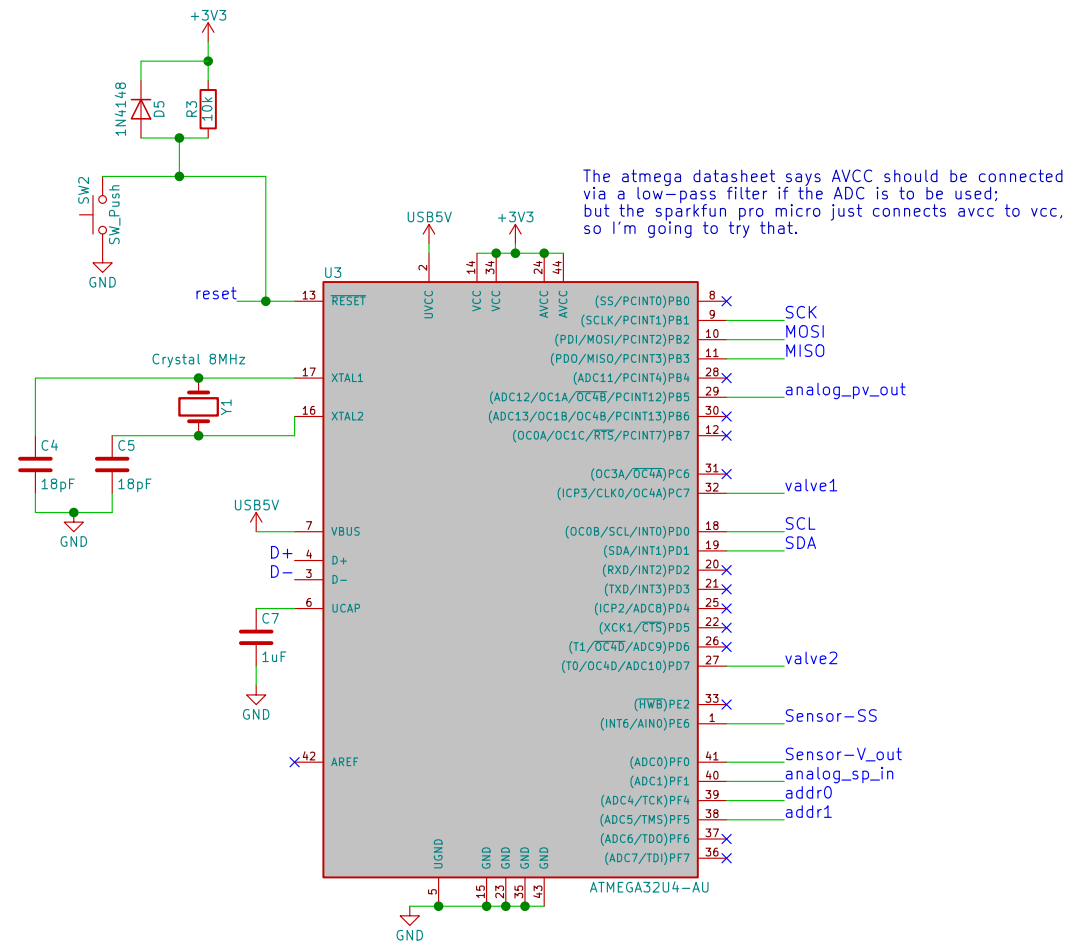 +3V3
1N4148
D5
R3
10k
SW2
SW_Push
GND
The atmega datasheet says AVCC should be connected
via a low-pass filter if the ADC is to be used;
but the sparkfun pro micro just connects avcc to vcc,
so I'm going to try that.
USB5V
+3V3
2
14
34
24
44
U3
reset
13
RESET
UVCC
VCC
VCC
AVCC
AVCC
(SS/PCINT0)PB0
8
(SCLK/PCINT1)PB1
9
SCK
(PDI/MOSI/PCINT2)PB2
10
MOSI
(PDO/MISO/PCINT3)PB3
11
MISO
Crystal 8MHz
17
XTAL1
(ADC11/PCINT4)PB4
28
(ADC12/OC1A/OC4B/PCINT12)PB5
29
analog_pv_out
Y1
16
XTAL2
(ADC13/OC1B/OC4B/PCINT13)PB6
30
(OC0A/OC1C/RTS/PCINT7)PB7
12
C4
18pF
C5
18pF
GND
(OC3A/OC4A)PC6
31
(ICP3/CLK0/OC4A)PC7
32
valve1
USB5V
7
VBUS
(OC0B/SCL/INT0)PD0
18
SCL
(SDA/INT1)PD1
19
SDA
D+
4
D+
D-
3
D-
(RXD/INT2)PD2
20
(TXD/INT3)PD3
21
6
UCAP
(ICP2/ADC8)PD4
25
C7
1uF
GND
(XCK1/CTS)PD5
22
(T1/OC4D/ADC9)PD6
26
(T0/OC4D/ADC10)PD7
27
valve2
(HWB)PE2
33
(INT6/AIN0)PE6
1
Sensor-SS
42
AREF
(ADC0)PF0
41
Sensor-V_out
(ADC1)PF1
40
analog_sp_in
(ADC4/TCK)PF4
39
addr0
(ADC5/TMS)PF5
38
addr1
(ADC6/TDO)PF6
37
(ADC7/TDI)PF7
36
UGND
GND
GND
GND
GND
5
15
23
35
43
ATMEGA32U4-AU
GND